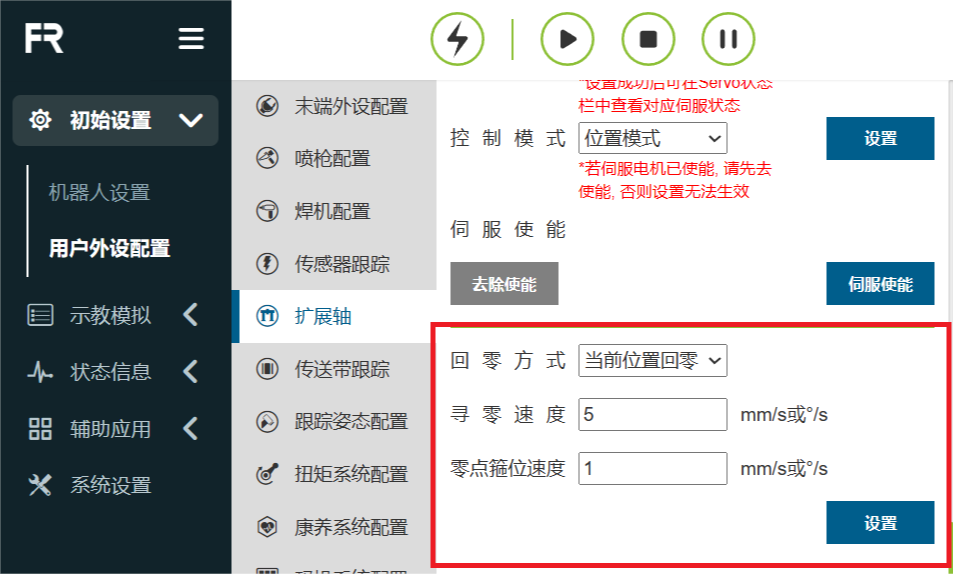 FR
初始设置
机器人设置
用户外设配置
示教模拟
状态信息
辅助应用
系统设置
末端外设配置
喷枪配置
焊机配置
传感器跟踪
扩展轴
传送带跟踪
跟踪姿态配置
扭矩系统配置
康养系统配置
*设置成功后可在Servo状态
栏中查看对应伺服状态
控制模式 位置模式 设置
*若伺服电机已使能, 请先去
使能, 否则设置无法生效
伺服使能
去除使能 伺服使能
回零方式 当前位置回零
寻零速度 5 mm/s或°/s
零点箍位速度 1 mm/s或°/s
设置